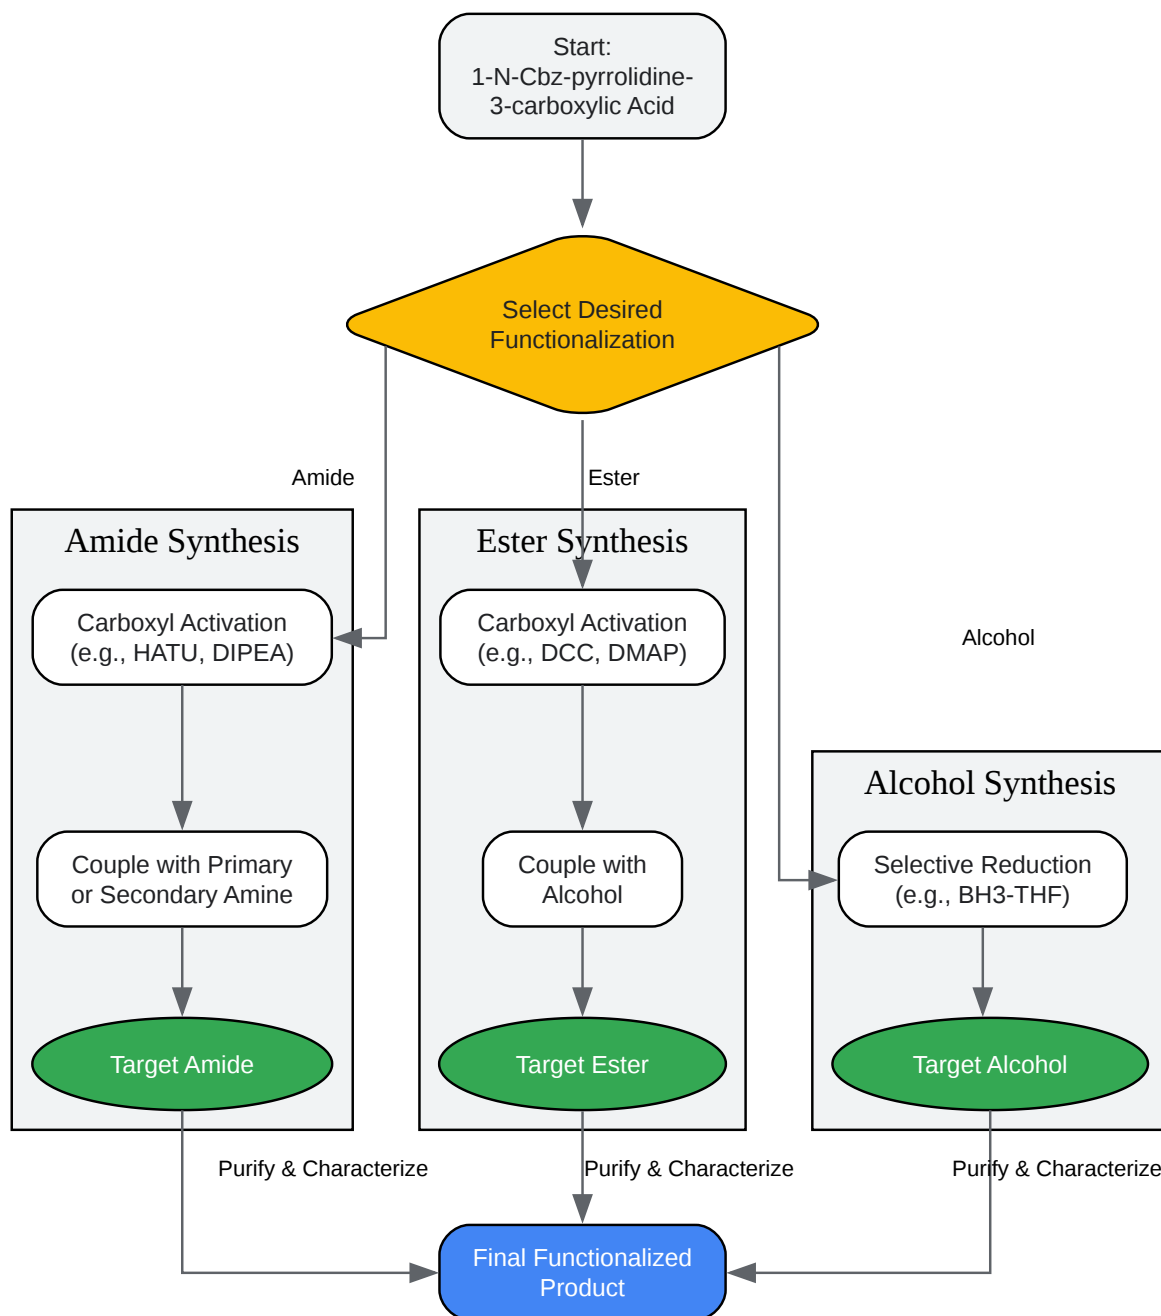 Start:
1-N-Cbz-pyrrolidine-
3-carboxylic Acid
Select Desired
Functionalization
Amide
Ester
Alcohol
Amide Synthesis
Carboxyl Activation
(e.g., HATU, DIPEA)
Couple with Primary
or Secondary Amine
Target Amide
Ester Synthesis
Carboxyl Activation
(e.g., DCC, DMAP)
Couple with
Alcohol
Target Ester
Alcohol Synthesis
Selective Reduction
(e.g., BH3-THF)
Target Alcohol
Purify & Characterize
Purify & Characterize
Purify & Characterize
Final Functionalized
Product